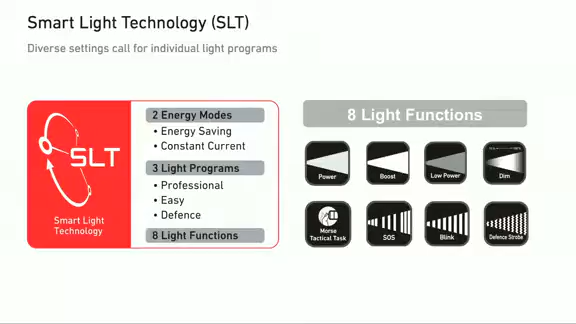 Smart Light Technology (SLT)
Diverse settings call for individual light programs
SLT
Smart Light
Technology
2 Energy Modes
• Energy Saving
• Constant Current
3 Light Programs
• Professional
• Easy
• Defence
8 Light Functions
8 Light Functions
Power
Boost
Low Power
Dim
Morse
Tactical Task
SOS
Blink
Defence Strobe